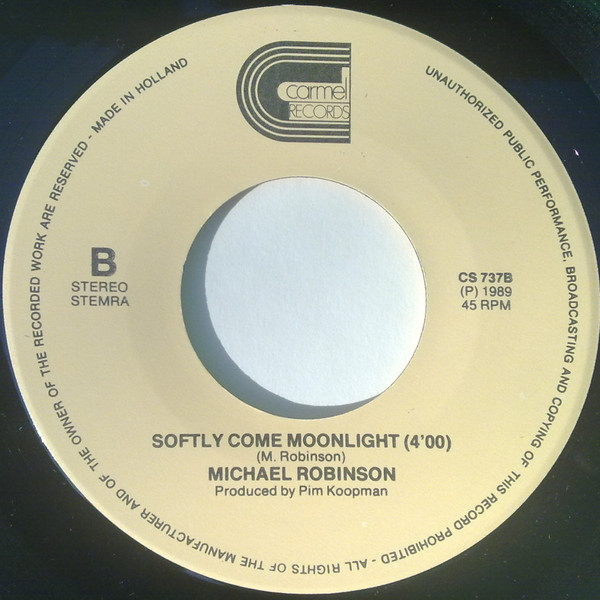 carmel
RECORDS
UNAUTHORIZED PUBLIC PERFORMANCE, BROADCASTING AND COPYING OF THIS RECORD PROHIBITED - ALL RIGHTS OF THE MANUFACTURER AND OF THE OWNER OF THE RECORDED WORK ARE RESERVED - MADE IN HOLLAND
B
STEREO
STEMRA
CS 737B
(P) 1989
45 RPM
SOFTLY COME MOONLIGHT (4'00)
(M. Robinson)
MICHAEL ROBINSON
Produced by Pim Koopman